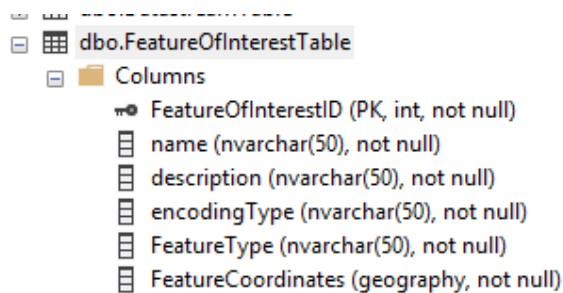 dbo.FeatureOfInterestTable
Columns
FeatureOfInterestID (PK, int, not null)
name (nvarchar(50), not null)
description (nvarchar(50), not null)
encodingType (nvarchar(50), not null)
FeatureType (nvarchar(50), not null)
FeatureCoordinates (geography, not null)